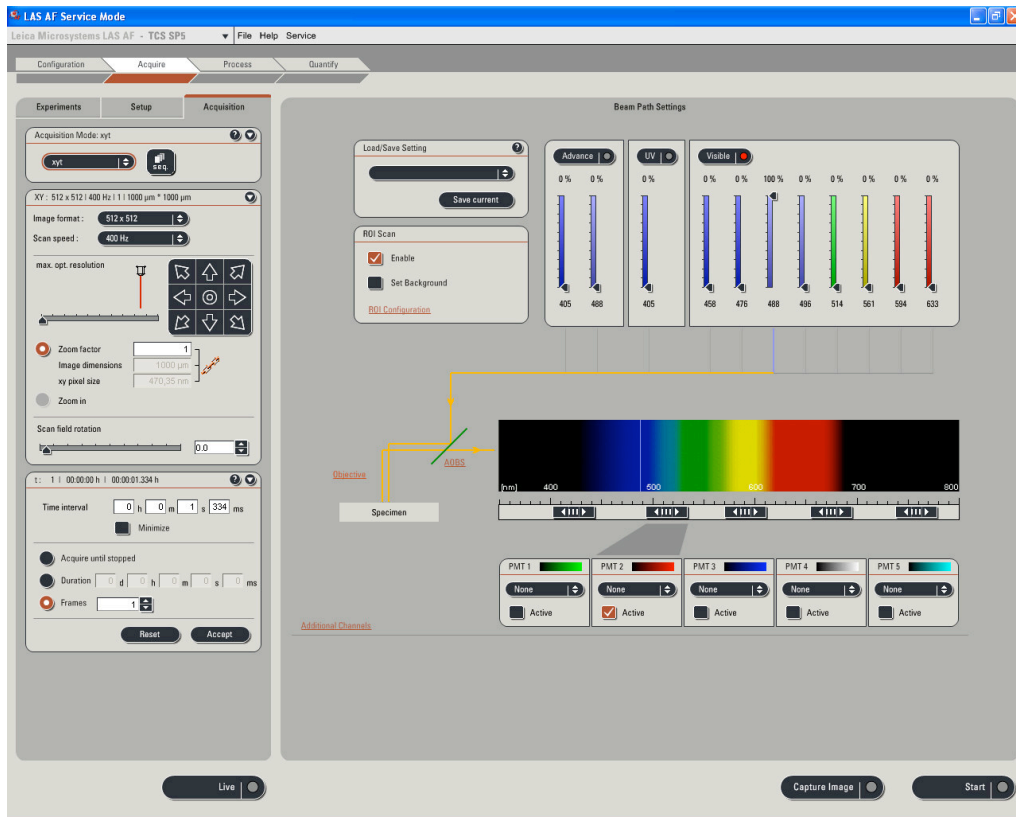 LAS AF Service Mode
Leica Microsystems LAS AF - TCS SP5 File Help Service
Configuration Acquire Process Quantify
Experiments Setup Acquisition
Acquisition Mode: xyt
xyt
seq.
XY : 512 x 512 | 400 Hz | 1 | 1000 µm * 1000 µm
Image format : 512 x 512
Scan speed : 400 Hz
max. opt. resolution
Zoom factor 1
Image dimensions 1000 µm
xy pixel size 470,35 nm
Zoom in
Scan field rotation
0.0
t : 1 | 00:00:00 h | 00:00:01.334 h
Time interval 0 h 0 m 1 s 334 ms
Minimize
Acquire until stopped
Duration 0 d 0 h 0 m 0 s 0 ms
Frames 1
Reset Accept
Live
Beam Path Settings
Load/Save Setting
Save current
ROI Scan
Enable
Set Background
ROI Configuration
Advance UV Visible
0 % 0 % 0 % 0 % 0 % 100 % 0 % 0 % 0 % 0 % 0 %
405 488 405 458 476 488 496 514 561 594 633
Objective
AOBS
Specimen
[nm] 400 500 600 700 800
PMT 1 PMT 2 PMT 3 PMT 4 PMT 5
None None None None None
Active Active Active Active Active
Additional Channels
Capture Image Start